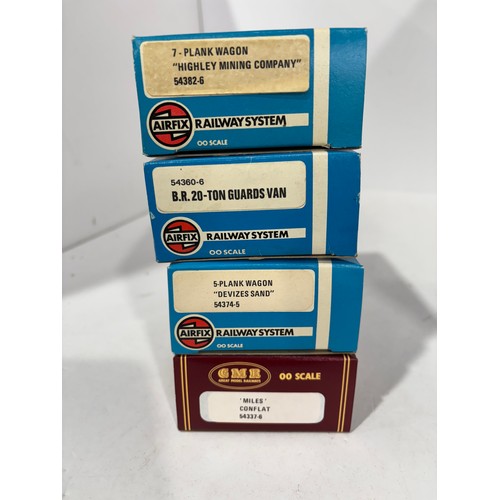 7-PLANK WAGON
"HIGHLEY MINING COMPANY"
54382-6
AIRFIX RAILWAY SYSTEM
OO SCALE
54360-6
B.R. 20-TON GUARDS VAN
AIRFIX RAILWAY SYSTEM
OO SCALE
5-PLANK WAGON
"DEVIZES SAND"
54374-5
AIRFIX RAILWAY SYSTEM
OO SCALE
GMR OO SCALE
GREAT MODEL RAILWAYS
'MILES'
CONFLAT
54337-6